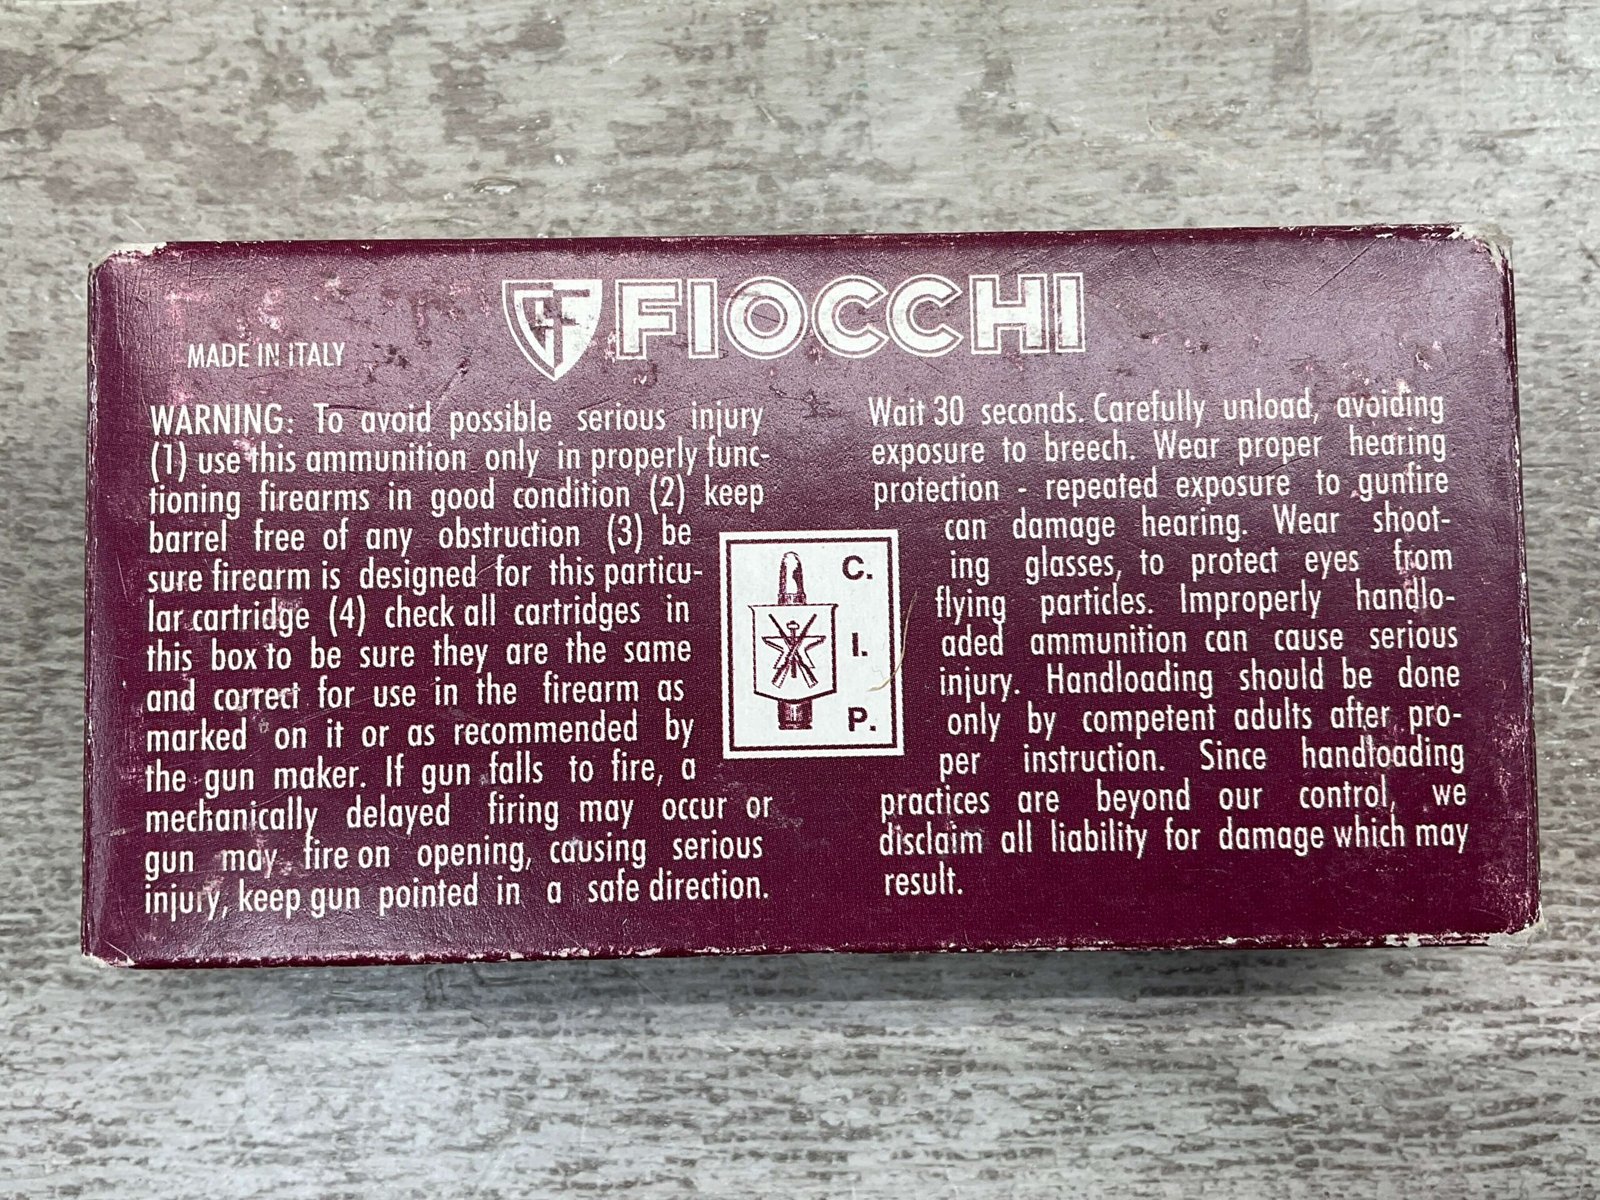 GF FIOCCHI
MADE IN ITALY
WARNING: To avoid possible serious injury
(1) use this ammunition only in properly func-
tioning firearms in good condition (2) keep
barrel free of any obstruction (3) be
sure firearm is designed for this particu-
lar cartridge (4) check all cartridges in
this box to be sure they are the same
and correct for use in the firearm as
marked on it or as recommended by
the gun maker. If gun falls to fire, a
mechanically delayed firing may occur or
gun may fire on opening, causing serious
injury, keep gun pointed in a safe direction.
C.
I.
P.
Wait 30 seconds. Carefully unload, avoiding
exposure to breech. Wear proper hearing
protection - repeated exposure to gunfire
can damage hearing. Wear shoot-
ing glasses, to protect eyes from
flying particles. Improperly handlo-
aded ammunition can cause serious
injury. Handloading should be done
only by competent adults after pro-
per instruction. Since handloading
practices are beyond our control, we
disclaim all liability for damage which may
result.